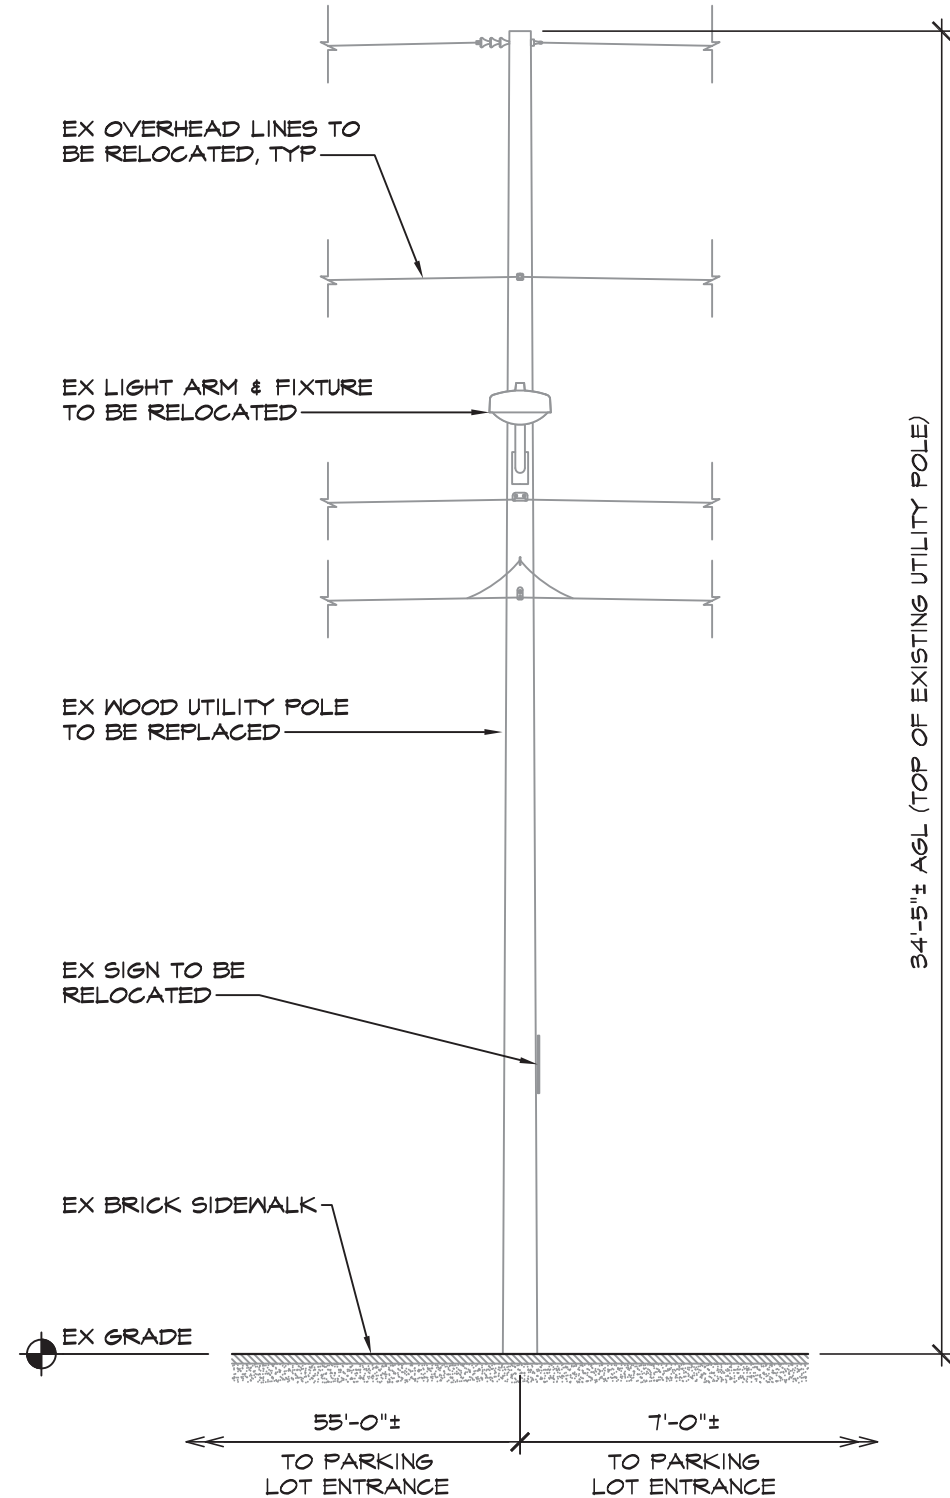 EX OVERHEAD LINES TO
BE RELOCATED, TYP
EX LIGHT ARM & FIXTURE
TO BE RELOCATED
34'-5"± AGL (TOP OF EXISTING UTILITY POLE)
EX WOOD UTILITY POLE
TO BE REPLACED
EX SIGN TO BE
RELOCATED
EX BRICK SIDEWALK
EX GRADE
55'-0"±
TO PARKING
LOT ENTRANCE
7'-0"±
TO PARKING
LOT ENTRANCE